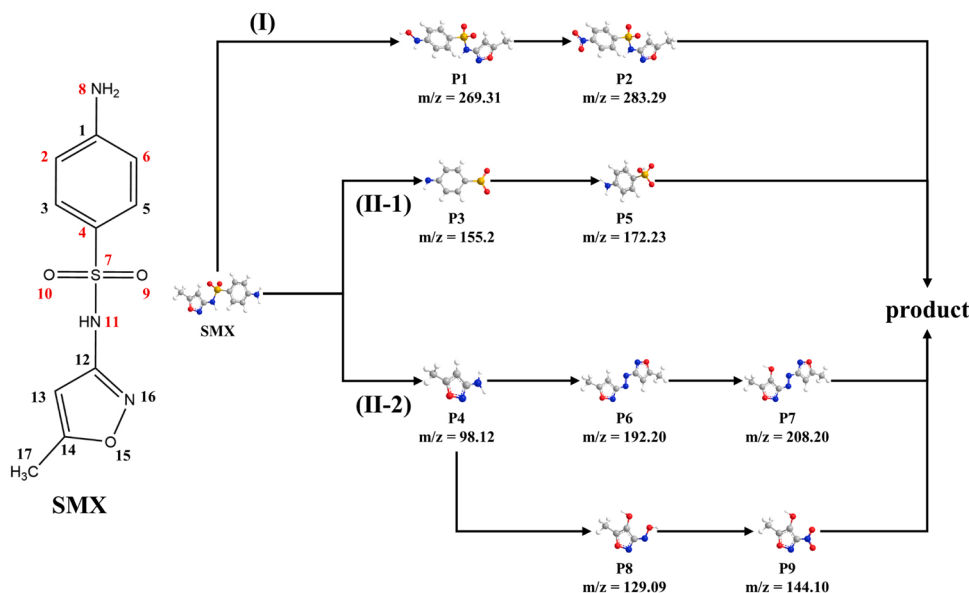 (I)
P1
m/z = 269.31
P2
m/z = 283.29
8 NH₂
1
2
6
3
5
4
7
O S O
10
9
HN 11
12
13
N 16
14
O
15
17
H₃C
SMX
SMX
(II-1)
P3
m/z = 155.2
P5
m/z = 172.23
product
(II-2)
P4
m/z = 98.12
P6
m/z = 192.20
P7
m/z = 208.20
P8
m/z = 129.09
P9
m/z = 144.10